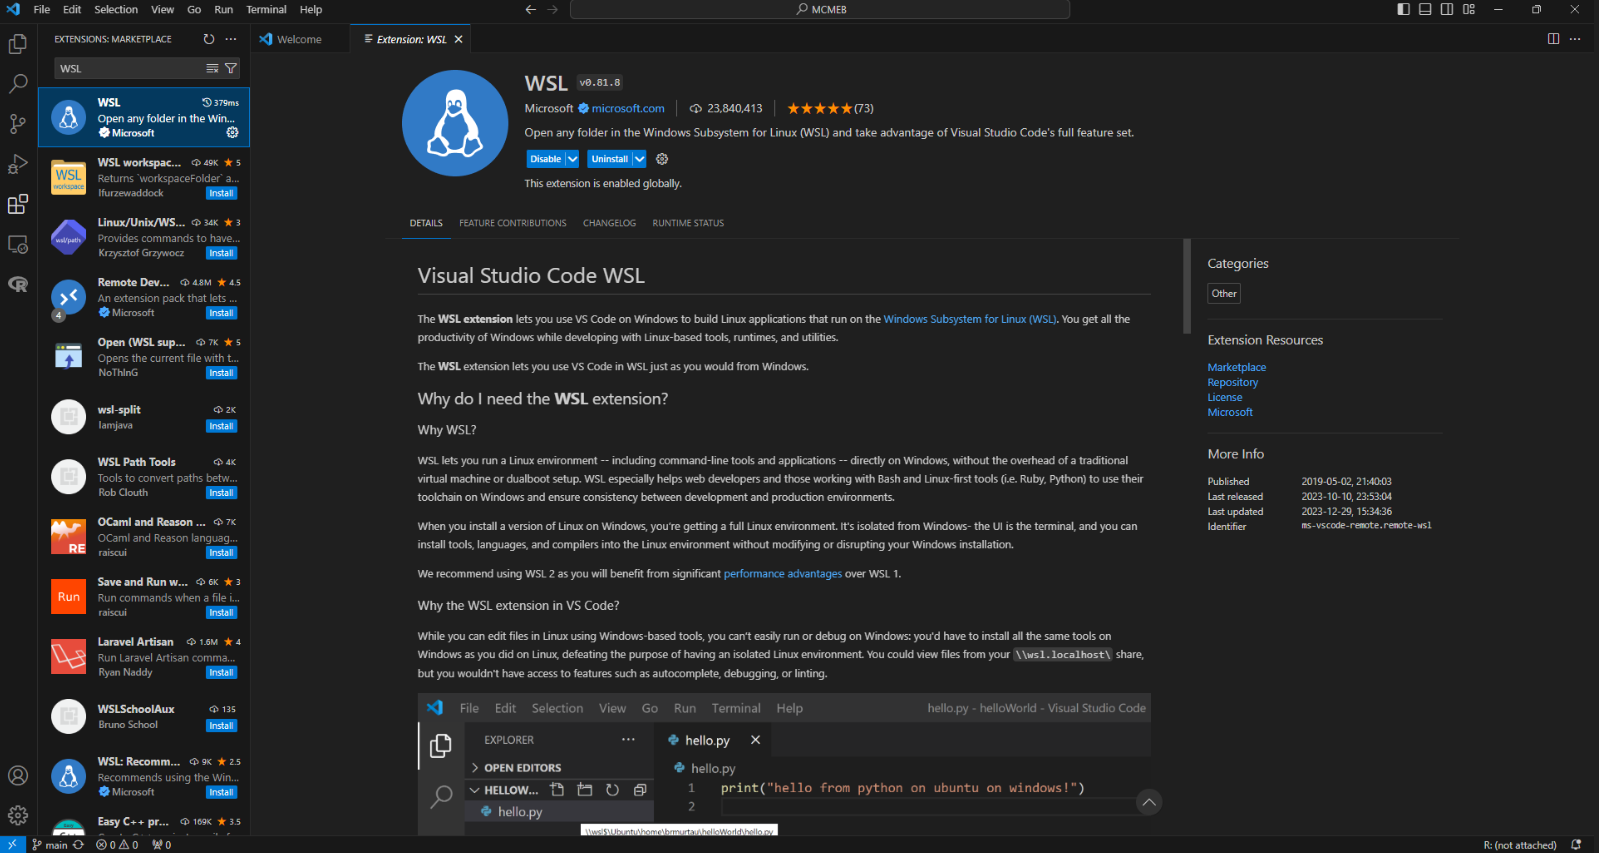 File Edit Selection View Go Run Terminal Help
MCMEB
EXTENSIONS: MARKETPLACE
WSL
WSL 379ms
Open any folder in the Win...
Microsoft
WSL workspac... 49K 5
WSL
workspace
Returns `workspaceFolder` a...
lfurzewaddock Install
Linux/Unix/WS... 34K 3
wsl/path
Provides commands to have...
Krzysztof Grzywocz Install
Remote Dev... 4.8M 4.5
An extension pack that lets ...
4
Microsoft Install
Open (WSL sup... 7K 5
Opens the current file with t...
NoThInG Install
wsl-split 2K
Iamjava Install
WSL Path Tools 4K
Tools to convert paths betw...
Rob Clouth Install
OCaml and Reason ... 7K
RE
OCaml and Reason languag...
raiscui Install
Save and Run w... 6K 3
Run
Run commands when a file i...
raiscui Install
Laravel Artisan 1.6M 4
Run Laravel Artisan comma...
Ryan Naddy Install
WSLSchoolAux 135
Bruno School Install
WSL: Recomm... 9K 2.5
Recommends using the Win...
Microsoft Install
Easy C++ pr... 169K 3.5
Welcome
Extension: WSL
WSL v0.81.8
Microsoft microsoft.com 23,840,413 (73)
Open any folder in the Windows Subsystem for Linux (WSL) and take advantage of Visual Studio Code's full feature set.
Disable Uninstall
This extension is enabled globally.
DETAILS FEATURE CONTRIBUTIONS CHANGELOG RUNTIME STATUS
Visual Studio Code WSL
The WSL extension lets you use VS Code on Windows to build Linux applications that run on the Windows Subsystem for Linux (WSL). You get all the
productivity of Windows while developing with Linux-based tools, runtimes, and utilities.
The WSL extension lets you use VS Code in WSL just as you would from Windows.
Why do I need the WSL extension?
Why WSL?
WSL lets you run a Linux environment -- including command-line tools and applications -- directly on Windows, without the overhead of a traditional
virtual machine or dualboot setup. WSL especially helps web developers and those working with Bash and Linux-first tools (i.e. Ruby, Python) to use their
toolchain on Windows and ensure consistency between development and production environments.
When you install a version of Linux on Windows, you're getting a full Linux environment. It's isolated from Windows- the UI is the terminal, and you can
install tools, languages, and compilers into the Linux environment without modifying or disrupting your Windows installation.
We recommend using WSL 2 as you will benefit from significant performance advantages over WSL 1.
Why the WSL extension in VS Code?
While you can edit files in Linux using Windows-based tools, you can't easily run or debug on Windows: you'd have to install all the same tools on
Windows as you did on Linux, defeating the purpose of having an isolated Linux environment. You could view files from your \\wsl.localhost\ share,
but you wouldn't have access to features such as autocomplete, debugging, or linting.
File Edit Selection View Go Run Terminal Help hello.py - helloWorld - Visual Studio Code
EXPLORER
OPEN EDITORS
HELLOW...
hello.py
hello.py
hello.py
1 print("hello from python on ubuntu on windows!")
2
\\wsl$\Ubuntu\home\brmurtau\helloWorld\hello.py
Categories
Other
Extension Resources
Marketplace
Repository
License
Microsoft
More Info
Published 2019-05-02, 21:40:03
Last released 2023-10-10, 23:53:04
Last updated 2023-12-29, 15:34:36
Identifier ms-vscode-remote.remote-wsl
main 0 0 0
R: (not attached)